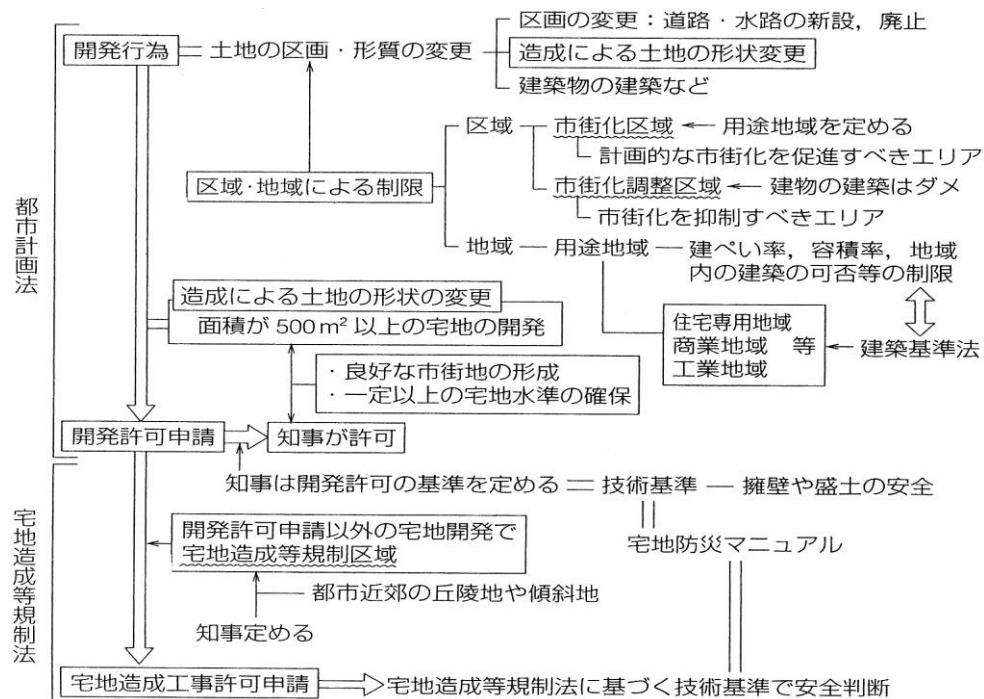 区画の変更：道路・水路の新設，廃止
開発行為
土地の区画・形質の変更
造成による土地の形状変更
建築物の建築など
区域
市街化区域
用途地域を定める
計画的な市街化を促進すべきエリア
区域・地域による制限
市街化調整区域
建物の建築はダメ
市街化を抑制すべきエリア
都市計画法
地域
用途地域
建ぺい率，容積率，地域
内の建築の可否等の制限
造成による土地の形状の変更
面積が500m²以上の宅地の開発
住宅専用地域
商業地域 等
工業地域
建築基準法
・良好な市街地の形成
・一定以上の宅地水準の確保
開発許可申請
知事が許可
知事は開発許可の基準を定める
技術基準
擁壁や盛土の安全
宅地造成等規制法
開発許可申請以外の宅地開発で
宅地造成等規制区域
宅地防災マニュアル
都市近郊の丘陵地や傾斜地
知事定める
宅地造成工事許可申請
宅地造成等規制法に基づく技術基準で安全判断